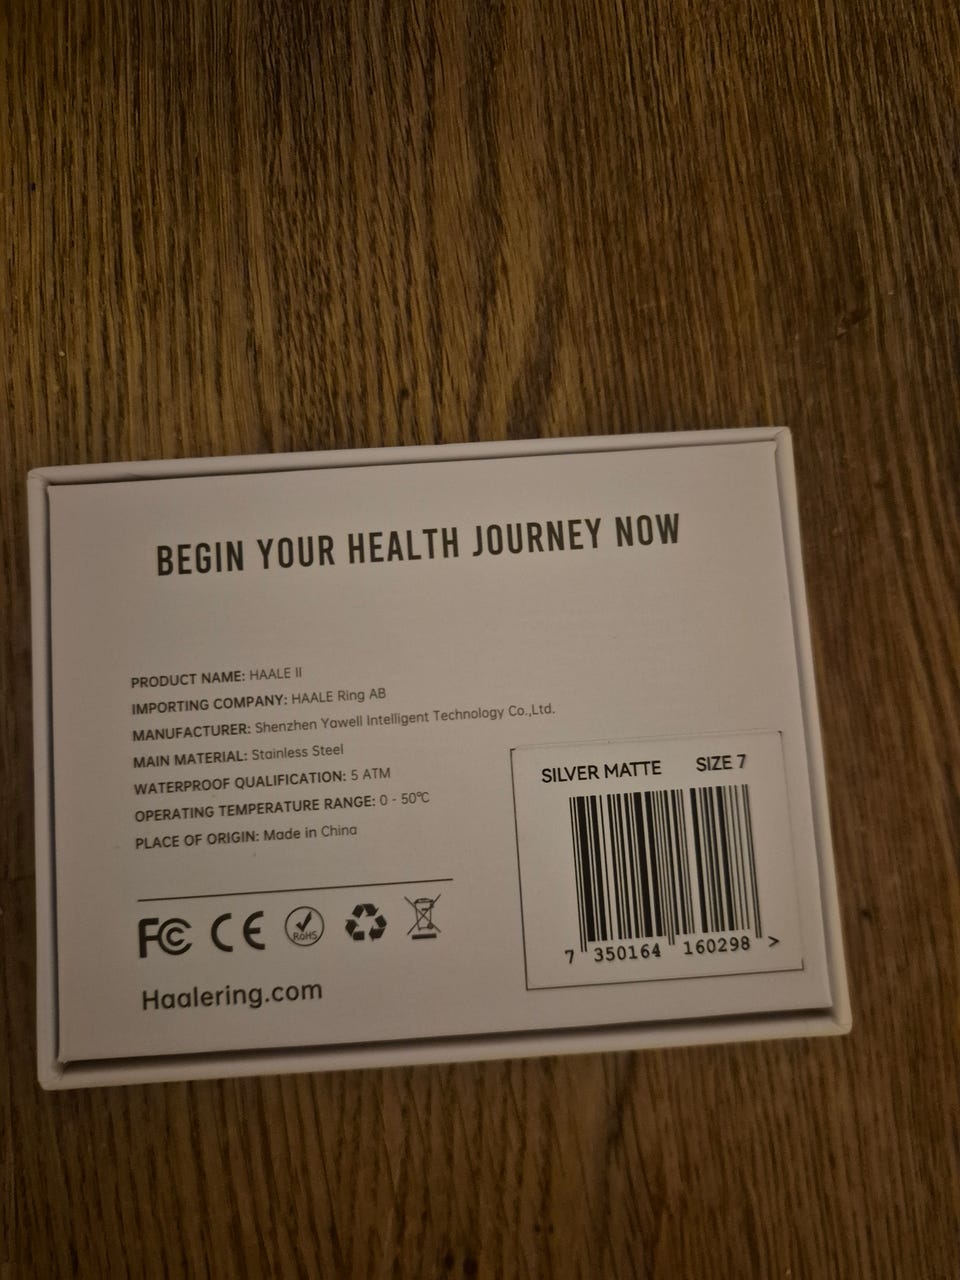 BEGIN YOUR HEALTH JOURNEY NOW
PRODUCT NAME: HAALE II
IMPORTING COMPANY: HAALE Ring AB
MANUFACTURER: Shenzhen Yawell Intelligent Technology Co.,Ltd.
MAIN MATERIAL: Stainless Steel
WATERPROOF QUALIFICATION: 5 ATM
OPERATING TEMPERATURE RANGE: 0 - 50℃
PLACE OF ORIGIN: Made in China
FC CE RoHS
Haalering.com
SILVER MATTE SIZE 7
7 350164 160298 >